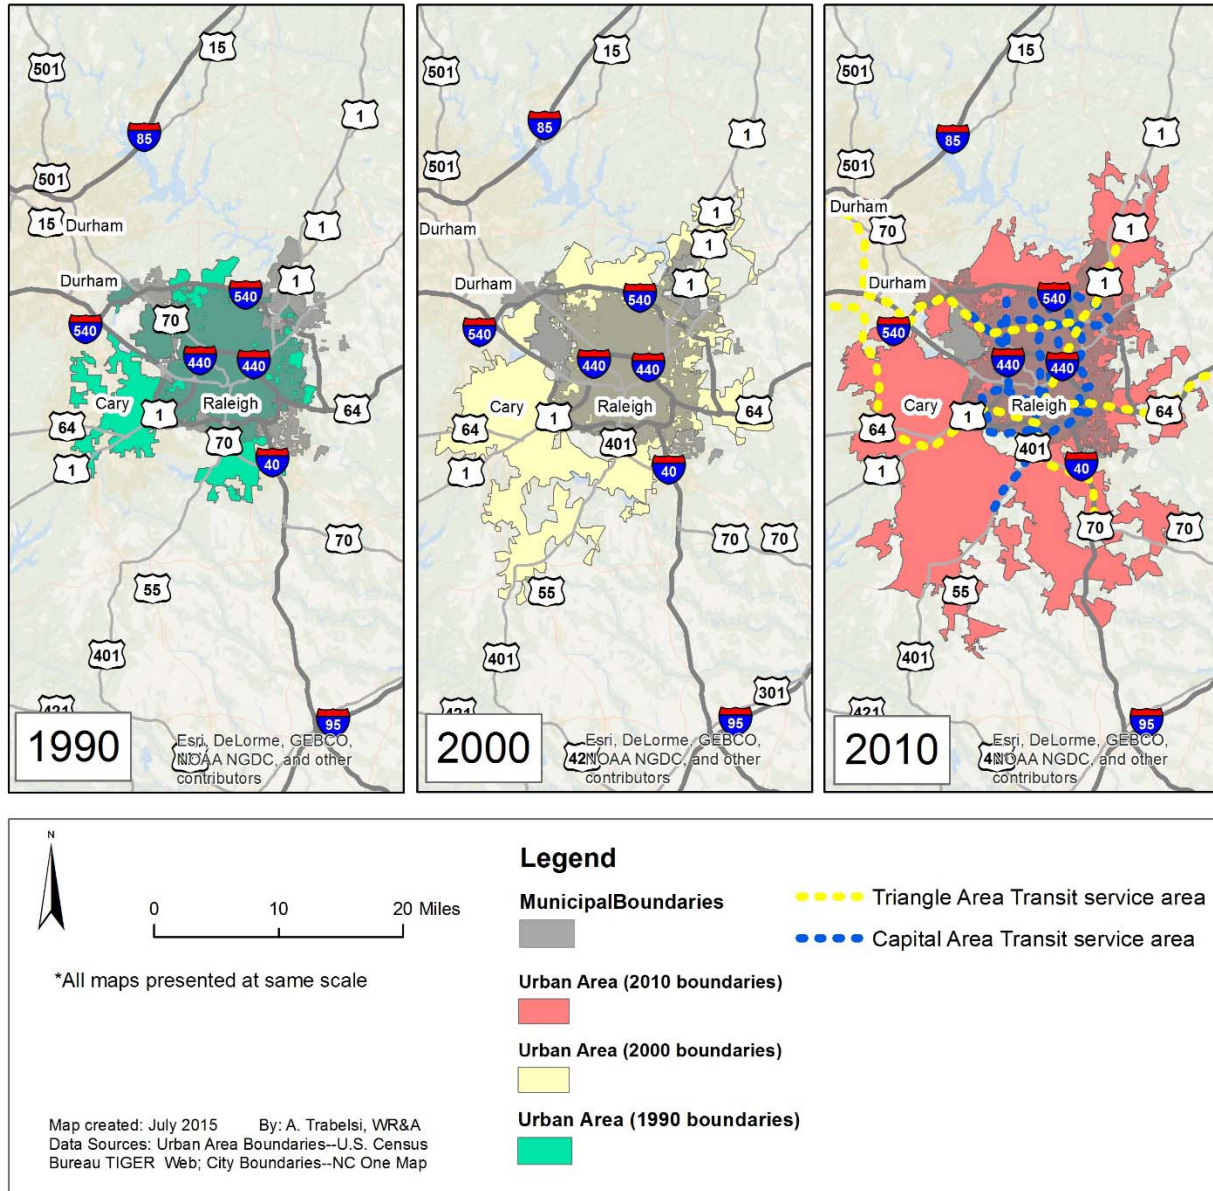 15
501
1
85
501
15
Durham
1
Durham
1
540
540
70
440
440
Cary
1
Raleigh
64
64
70
1
40
70
55
401
421
95
1990
Esri, DeLorme, GEBCO,
NOAA NGDC, and other
contributors
15
501
85
1
501
1
Durham
1
Durham
1
540
540
440
440
Cary
Raleigh
1
64
64
401
1
40
70
70
55
401
301
421
95
2000
Esri, DeLorme, GEBCO,
NOAA NGDC, and other
contributors
15
501
85
1
501
Durham
70
1
Durham
1
540
540
440
440
Cary
1
Raleigh
64
64
401
1
40
70
70
55
401
421
95
2010
Esri, DeLorme, GEBCO,
NOAA NGDC, and other
contributors
N
0 10 20 Miles
*All maps presented at same scale
Map created: July 2015 By: A. Trabelsi, WR&A
Data Sources: Urban Area Boundaries--U.S. Census
Bureau TIGER Web; City Boundaries--NC One Map
Legend
MunicipalBoundaries
Urban Area (2010 boundaries)
Urban Area (2000 boundaries)
Urban Area (1990 boundaries)
Triangle Area Transit service area
Capital Area Transit service area